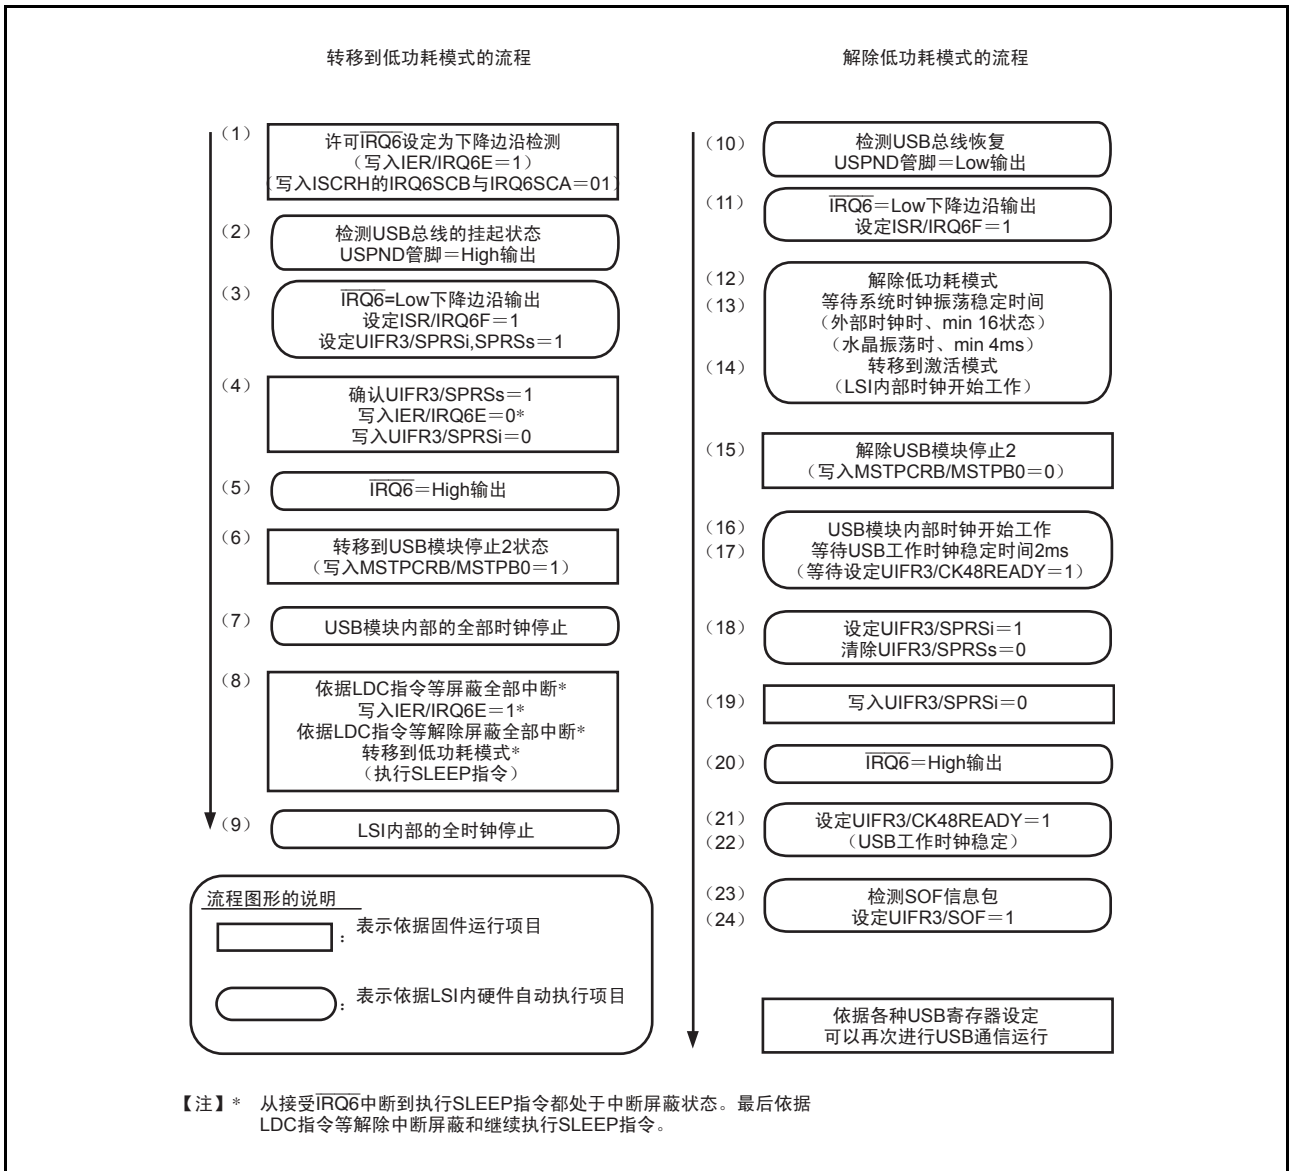 转移到低功耗模式的流程
(1)
许可IRQ6设定为下降边沿检测
(写入IER/IRQ6E=1)
(写入ISCRH的IRQ6SCB与IRQ6SCA=01)
(2)
检测USB总线的挂起状态
USPND管脚=High输出
(3)
IRQ6=Low下降边沿输出
设定ISR/IRQ6F=1
设定UIFR3/SPRSi,SPRSs=1
(4)
确认UIFR3/SPRSs=1
写入IER/IRQ6E=0*
写入UIFR3/SPRSi=0
(5)
IRQ6=High输出
(6)
转移到USB模块停止2状态
(写入MSTPCRB/MSTPB0=1)
(7)
USB模块内部的全部时钟停止
(8)
依据LDC指令等屏蔽全部中断*
写入IER/IRQ6E=1*
依据LDC指令等解除屏蔽全部中断*
转移到低功耗模式*
(执行SLEEP指令)
(9)
LSI内部的全时钟停止
流程图形的说明
：表示依据固件运行项目
：表示依据LSI内硬件自动执行项目
解除低功耗模式的流程
(10)
检测USB总线恢复
USPND管脚=Low输出
(11)
IRQ6=Low下降边沿输出
设定ISR/IRQ6F=1
(12) 解除低功耗模式
(13) 等待系统时钟振荡稳定时间
(外部时钟时、min 16状态)
(水晶振荡时、min 4ms)
(14) 转移到激活模式
(LSI内部时钟开始工作)
(15)
解除USB模块停止2
(写入MSTPCRB/MSTPB0=0)
(16) USB模块内部时钟开始工作
(17) 等待USB工作时钟稳定时间2ms
(等待设定UIFR3/CK48READY=1)
(18)
设定UIFR3/SPRSi=1
清除UIFR3/SPRSs=0
(19)
写入UIFR3/SPRSi=0
(20)
IRQ6=High输出
(21) 设定UIFR3/CK48READY=1
(22) (USB工作时钟稳定)
(23) 检测SOF信息包
(24) 设定UIFR3/SOF=1
依据各种USB寄存器设定
可以再次进行USB通信运行
【注】* 从接受IRQ6中断到执行SLEEP指令都处于中断屏蔽状态。最后依据
LDC指令等解除中断屏蔽和继续执行SLEEP指令。